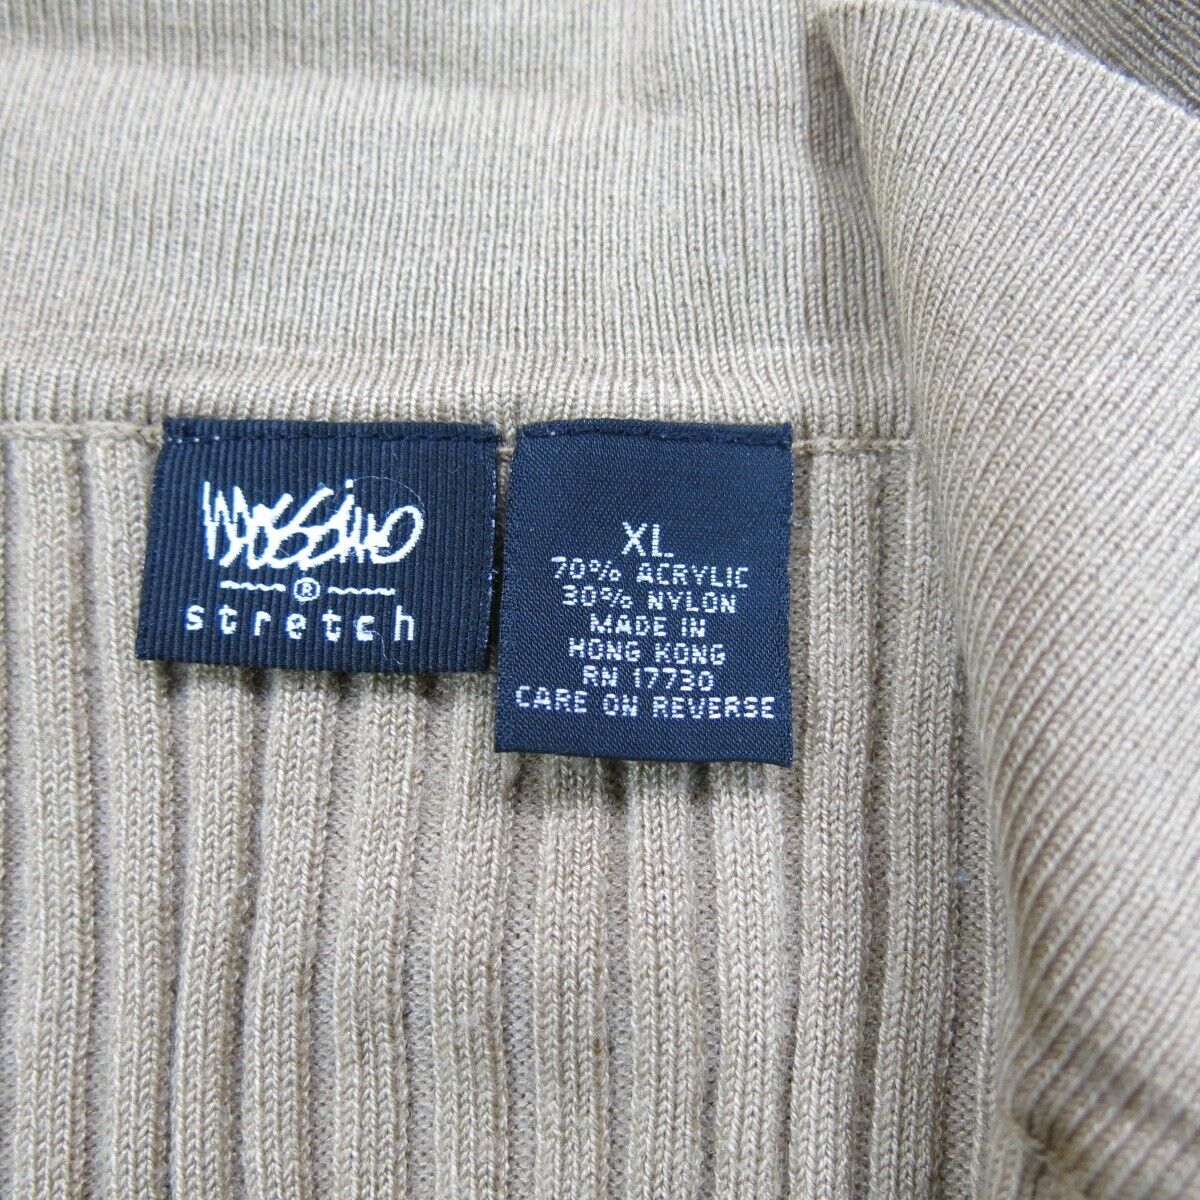 Mossimo
®
stretch
XL
70% ACRYLIC
30% NYLON
MADE IN
HONG KONG
RN 17730
CARE ON REVERSE